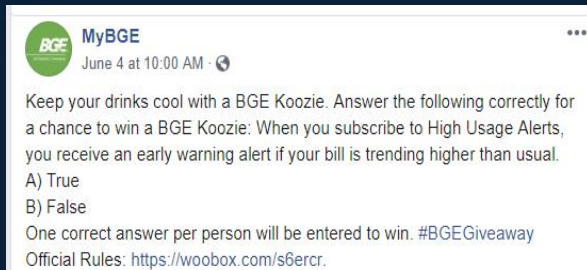 BGE
MyBGE
June 4 at 10:00 AM ·
Keep your drinks cool with a BGE Koozie. Answer the following correctly for
a chance to win a BGE Koozie: When you subscribe to High Usage Alerts,
you receive an early warning alert if your bill is trending higher than usual.
A) True
B) False
One correct answer per person will be entered to win. #BGEGiveaway
Official Rules: https://woobox.com/s6ercr.